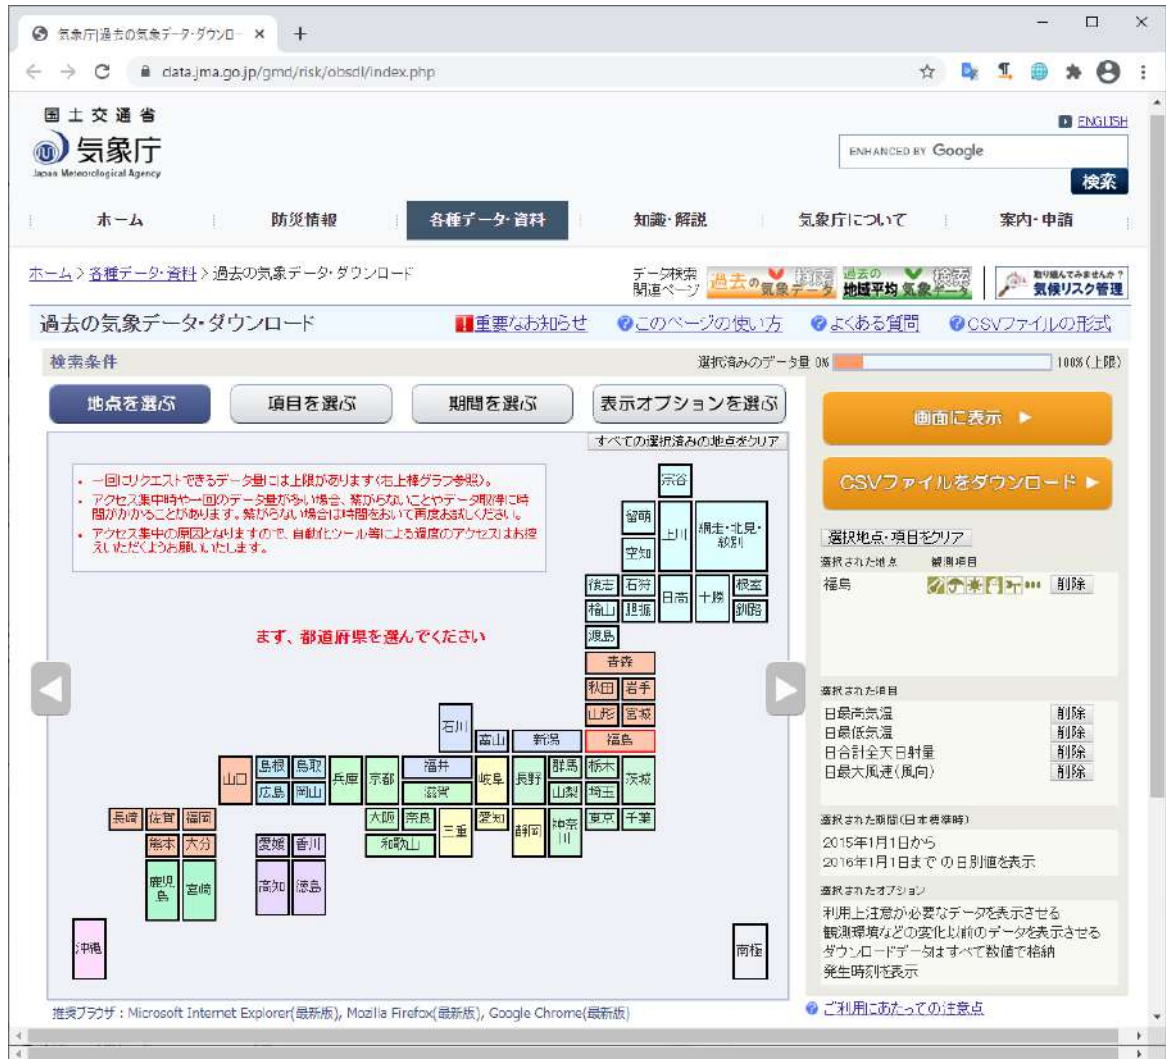 気象庁|過去の気象データ・ダウンロー
data.jma.go.jp/gmd/risk/obsdl/index.php
国土交通省
気象庁
Japan Meteorological Agency
ENGLISH
ENHANCED BY Google
検索
ホーム 防災情報 各種データ・資料 知識・解説 気象庁について 案内・申請
ホーム > 各種データ・資料 > 過去の気象データ・ダウンロード
データ検索
関連ページ
過去の気象データ 検索
過去の地域平均気象データ 検索
取り組んでみませんか?
気候リスク管理
過去の気象データ・ダウンロード
重要なお知らせ このページの使い方 よくある質問 CSVファイルの形式
検索条件
選択済みのデータ量 0% 100%(上限)
地点を選ぶ 項目を選ぶ 期間を選ぶ 表示オプションを選ぶ
すべての選択済みの地点をクリア
・一回にリクエストできるデータ量には上限があります(右上棒グラフ参照)。
・アクセス集中時や一回のデータ量が多い場合、繋がらないことやデータ取得に時
間がかかることがあります。繋がらない場合は時間をおいて再度お試しください。
・アクセス集中の原因となりますので、自動化ツール等による過度のアクセスはお控
えいただくようお願いいたします。
まず、都道府県を選んでください
宗谷
留萌 上川 網走・北見・紋別
空知
後志 石狩 日高 十勝 根室
檜山 胆振 釧路
渡島
青森
秋田 岩手
山形 宮城
石川 富山 新潟 福島
山口 島根 鳥取 兵庫 京都 福井 岐阜 長野 群馬 栃木 茨城
広島 岡山 滋賀 山梨 埼玉
長崎 佐賀 福岡 大阪 奈良 三重 愛知 静岡 神奈川 東京 千葉
熊本 大分 愛媛 香川 和歌山
鹿児島 宮崎 高知 徳島
沖縄 南極
画面に表示
CSVファイルをダウンロード
選択地点・項目をクリア
選択された地点 観測項目
福島 削除
選択された項目
日最高気温 削除
日最低気温 削除
日合計全天日射量 削除
日最大風速(風向) 削除
選択された期間(日本標準時)
2015年1月1日から
2016年1月1日まで の日別値を表示
選択されたオプション
利用上注意が必要なデータを表示させる
観測環境などの変化以前のデータを表示させる
ダウンロードデータはすべて数値で格納
発生時刻を表示
ご利用にあたっての注意点
推奨ブラウザ:Microsoft Internet Explorer(最新版), Mozilla Firefox(最新版), Google Chrome(最新版)